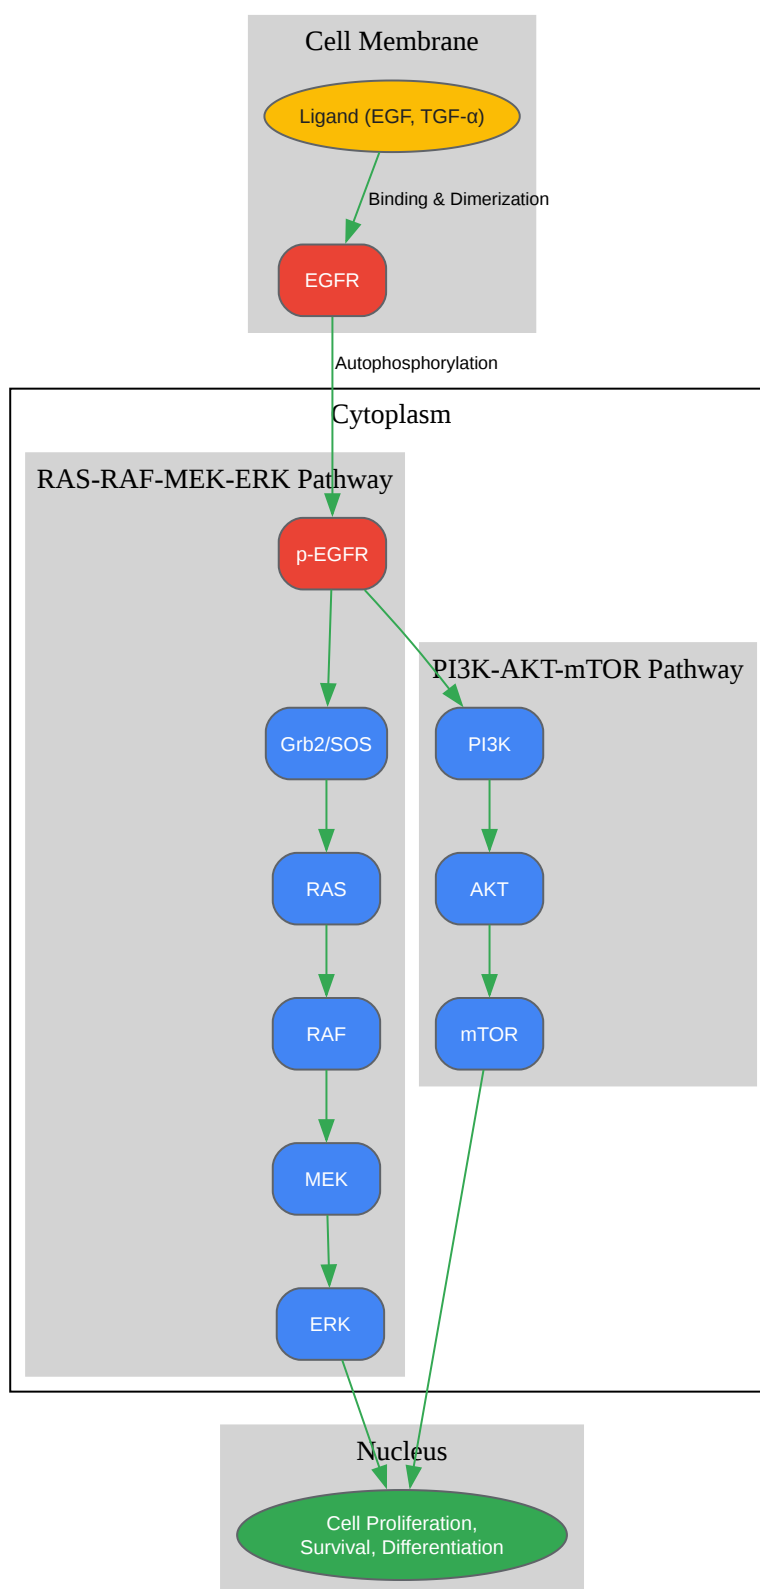 Cell Membrane
Ligand (EGF, TGF-α)
Binding & Dimerization
EGFR
Autophosphorylation
Cytoplasm
RAS-RAF-MEK-ERK Pathway
p-EGFR
PI3K-AKT-mTOR Pathway
Grb2/SOS
PI3K
RAS
AKT
RAF
mTOR
MEK
ERK
Nucleus
Cell Proliferation,
Survival, Differentiation